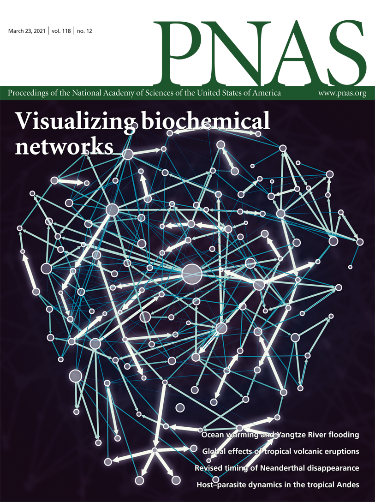 March 23, 2021 | vol. 118 | no. 12
PNAS
Proceedings of the National Academy of Sciences of the United States of America www.pnas.org
Visualizing biochemical
networks
Ocean warming and Yangtze River flooding
Global effects of tropical volcanic eruptions
Revised timing of Neanderthal disappearance
Host–parasite dynamics in the tropical Andes